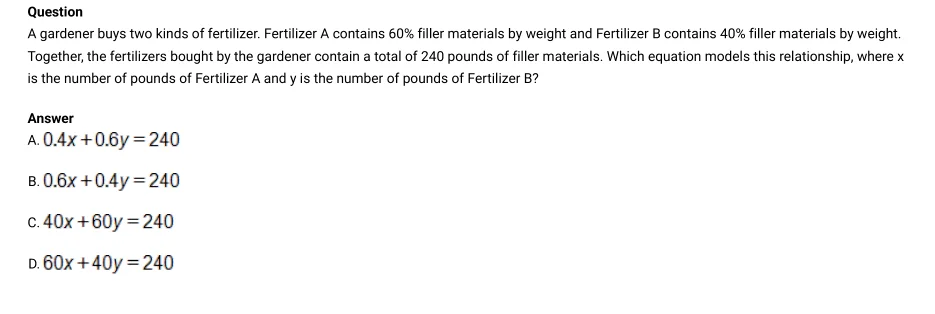 Question
A gardener buys two kinds of fertilizer. Fertilizer A contains 60% filler materials by weight and Fertilizer B contains 40% filler materials by weight.
Together, the fertilizers bought by the gardener contain a total of 240 pounds of filler materials. Which equation models this relationship, where x
is the number of pounds of Fertilizer A and y is the number of pounds of Fertilizer B?
Answer
A. 0.4x + 0.6y = 240
B. 0.6x + 0.4y = 240
C. 40x + 60y = 240
D. 60x + 40y = 240